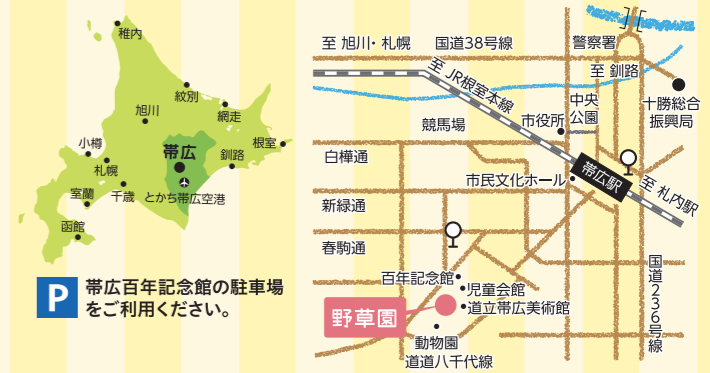 稚内
紋別
網走
旭川
小樽
札幌
帯広
釧路
根室
室蘭
千歳
とかち帯広空港
函館
P
帯広百年記念館の駐車場
をご利用ください。
至 旭川・札幌
国道38号線
警察署
至 釧路
至 JR根室本線
中央
公園
十勝総合
振興局
競馬場
市役所
白樺通
市民文化ホール
帯広駅
至 札内駅
新緑通
春駒通
百年記念館
児童会館
道立帯広美術館
野草園
動物園
道道八千代線
国道236号線